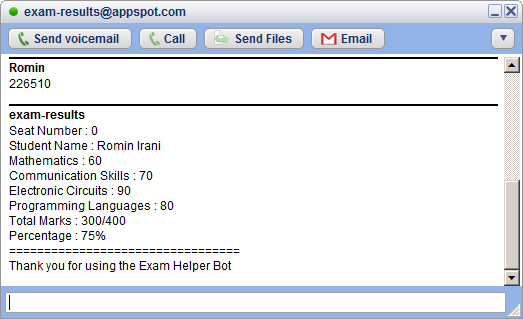 exam-results@appspot.com
Send voicemail Call Send Files Email
Romin
226510
exam-results
Seat Number : 0
Student Name : Romin Irani
Mathematics : 60
Communication Skills : 70
Electronic Circuits : 90
Programming Languages : 80
Total Marks : 300/400
Percentage : 75%
=================================
Thank you for using the Exam Helper Bot